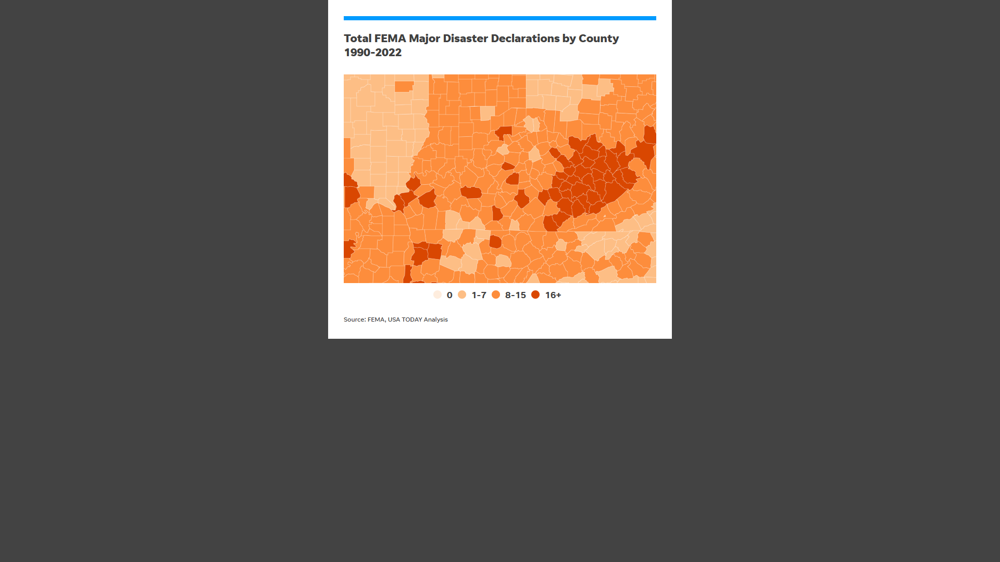 Total FEMA Major Disaster Declarations by County
1990-2022
0 1-7 8-15 16+
Source: FEMA, USA TODAY Analysis